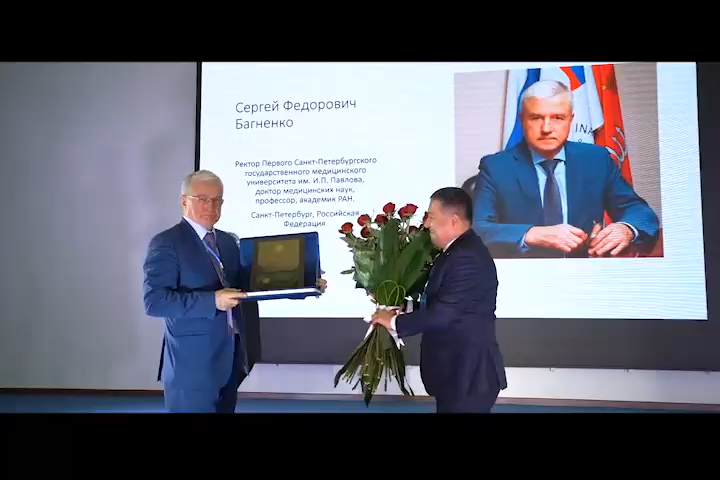 Сергей Федорович
Багненко
Ректор Первого Санкт-Петербургского
государственного медицинского
университета им. И.П. Павлова,
доктор медицинских наук,
профессор, академик РАН.
Санкт-Петербург, Российская
Федерация
INA